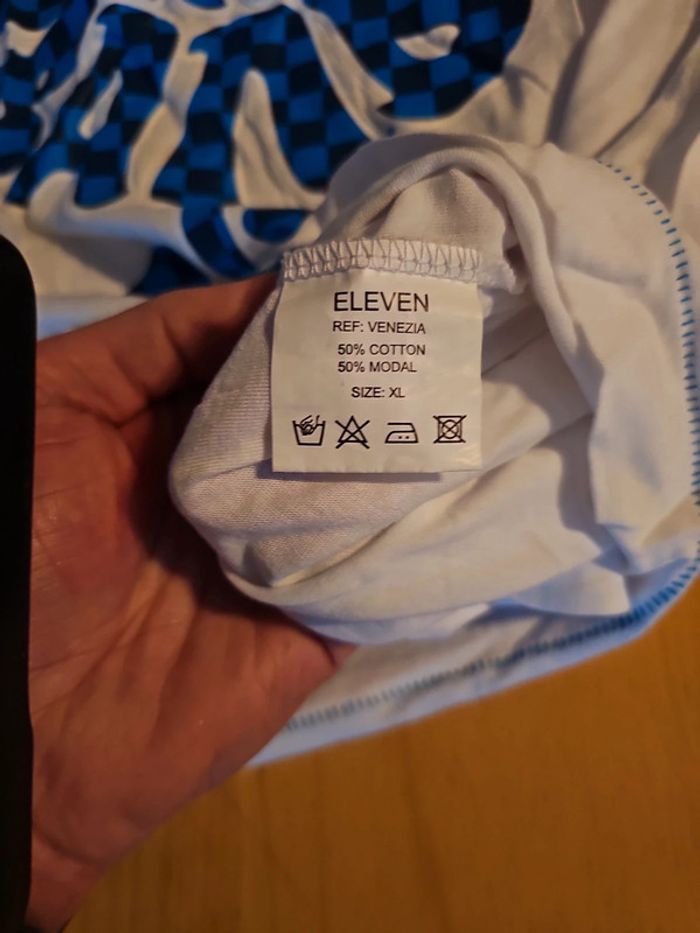 ELEVEN
REF: VENEZIA
50% COTTON
50% MODAL
SIZE: XL